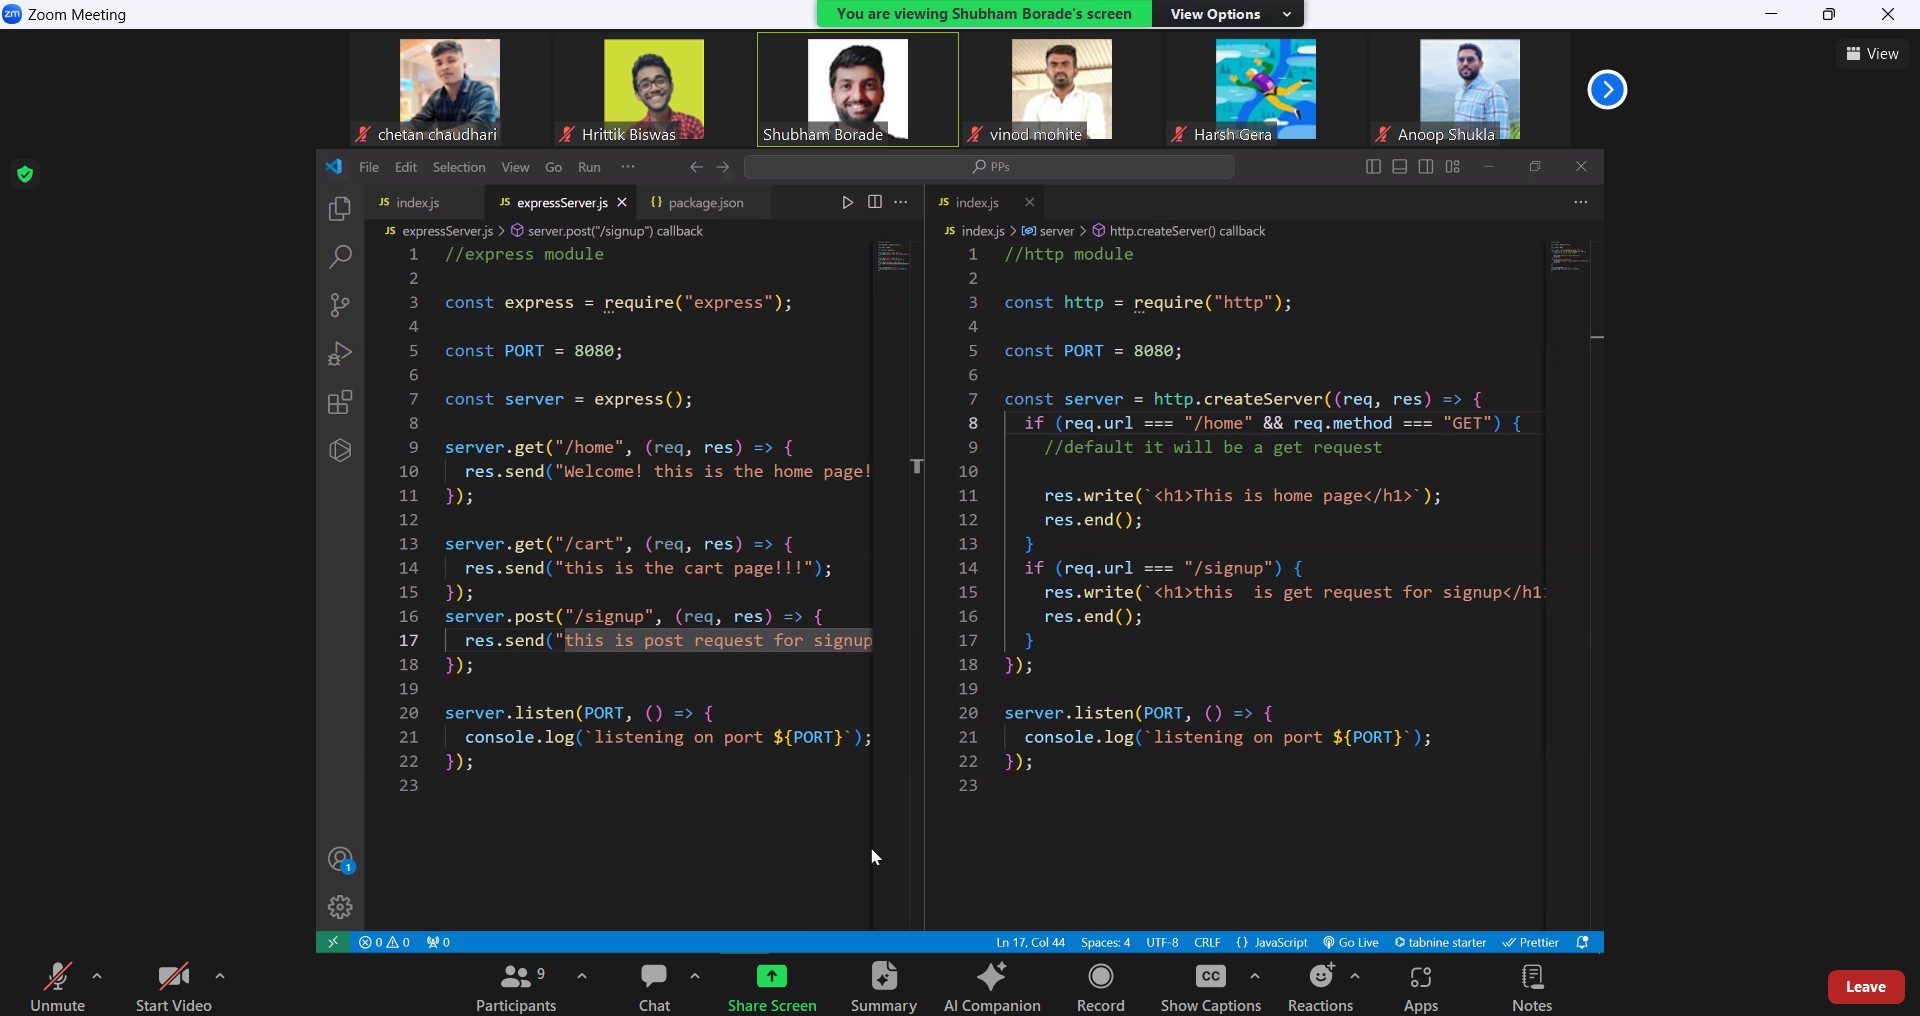 zm Zoom Meeting
You are viewing Shubham Borade's screen
View Options
View
chetan chaudhari
Hrittik Biswas
Shubham Borade
vinod mohite
Harsh Gera
Anoop Shukla
File Edit Selection View Go Run ···
PPs
JS index.js
JS expressServer.js
{} package.json
JS index.js
JS expressServer.js > server.post("/signup") callback
JS index.js > server > http.createServer() callback
1 //express module
2
3 const express = require("express");
4
5 const PORT = 8080;
6
7 const server = express();
8
9 server.get("/home", (req, res) => {
10 res.send("Welcome! this is the home page!
11 });
12
13 server.get("/cart", (req, res) => {
14 res.send("this is the cart page!!!");
15 });
16 server.post("/signup", (req, res) => {
17 res.send("this is post request for signup
18 });
19
20 server.listen(PORT, () => {
21 console.log(`listening on port ${PORT}`);
22 });
23
1 //http module
2
3 const http = require("http");
4
5 const PORT = 8080;
6
7 const server = http.createServer((req, res) => {
8 if (req.url === "/home" && req.method === "GET") {
9 //default it will be a get request
10
11 res.write(`<h1>This is home page</h1>`);
12 res.end();
13 }
14 if (req.url === "/signup") {
15 res.write(`<h1>this  is get request for signup</h1
16 res.end();
17 }
18 });
19
20 server.listen(PORT, () => {
21 console.log(`listening on port ${PORT}`);
22 });
23
1
0 0 0
Ln 17, Col 44 Spaces: 4 UTF-8 CRLF {} JavaScript Go Live tabnine starter Prettier
Unmute
Start Video
9
Participants
Chat
Share Screen
Summary
AI Companion
Record
CC
Show Captions
Reactions
Apps
Notes
Leave